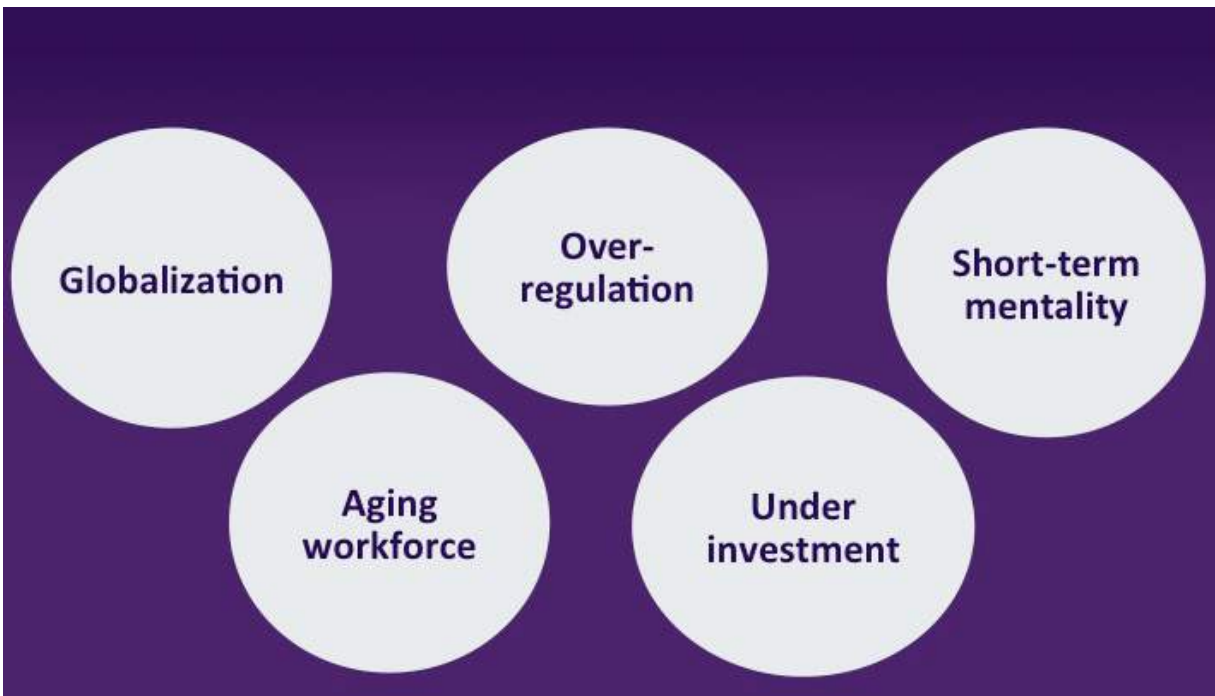 Globalization
Over-
regulation
Short-term
mentality
Aging
workforce
Under
investment